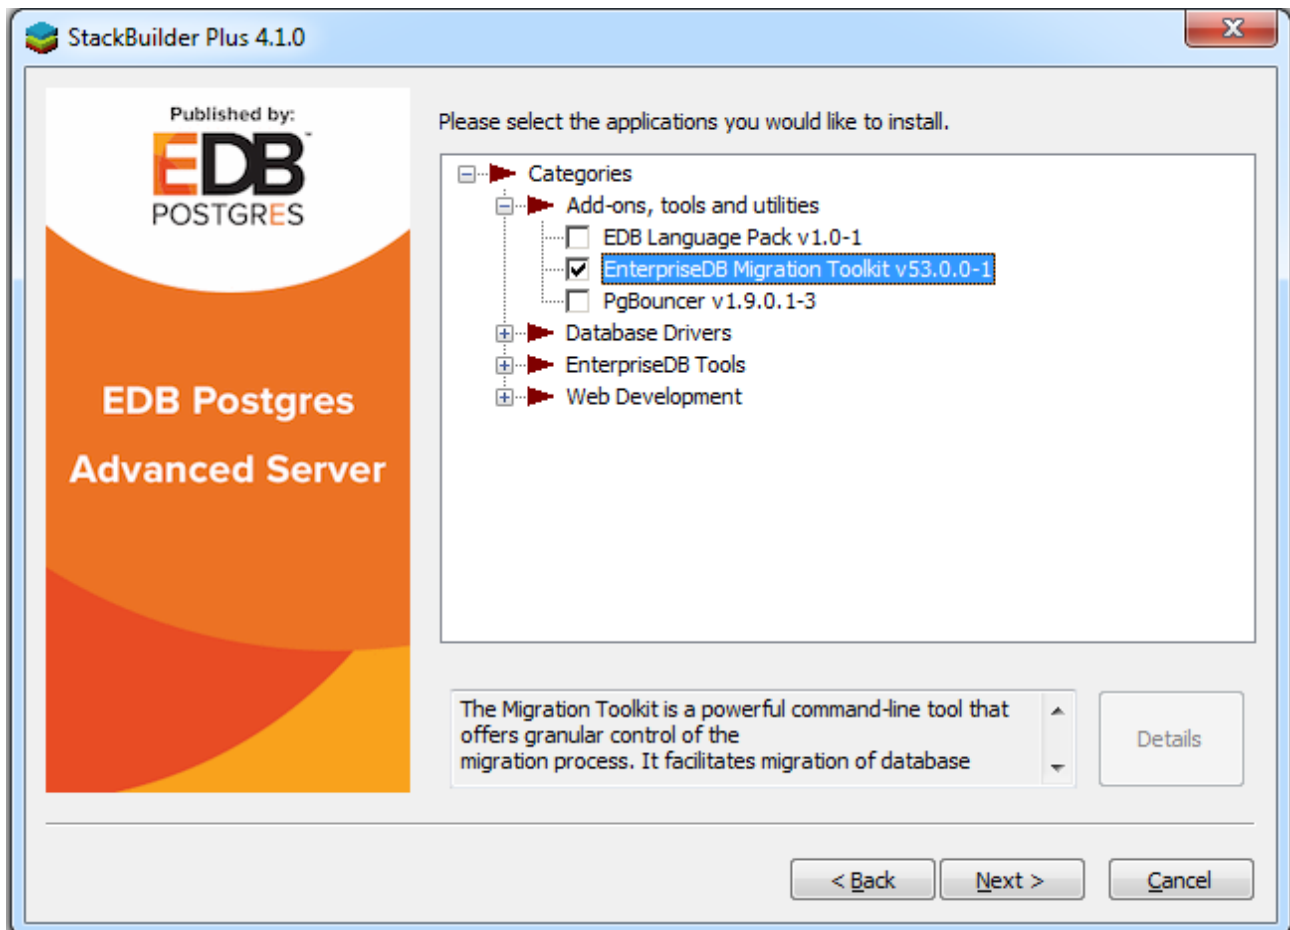 StackBuilder Plus 4.1.0
Published by:
EDB™
POSTGRES
EDB Postgres
Advanced Server
Please select the applications you would like to install.
Categories
Add-ons, tools and utilities
EDB Language Pack v1.0-1
EnterpriseDB Migration Toolkit v53.0.0-1
PgBouncer v1.9.0.1-3
Database Drivers
EnterpriseDB Tools
Web Development
The Migration Toolkit is a powerful command-line tool that
offers granular control of the
migration process. It facilitates migration of database
Details
< Back
Next >
Cancel